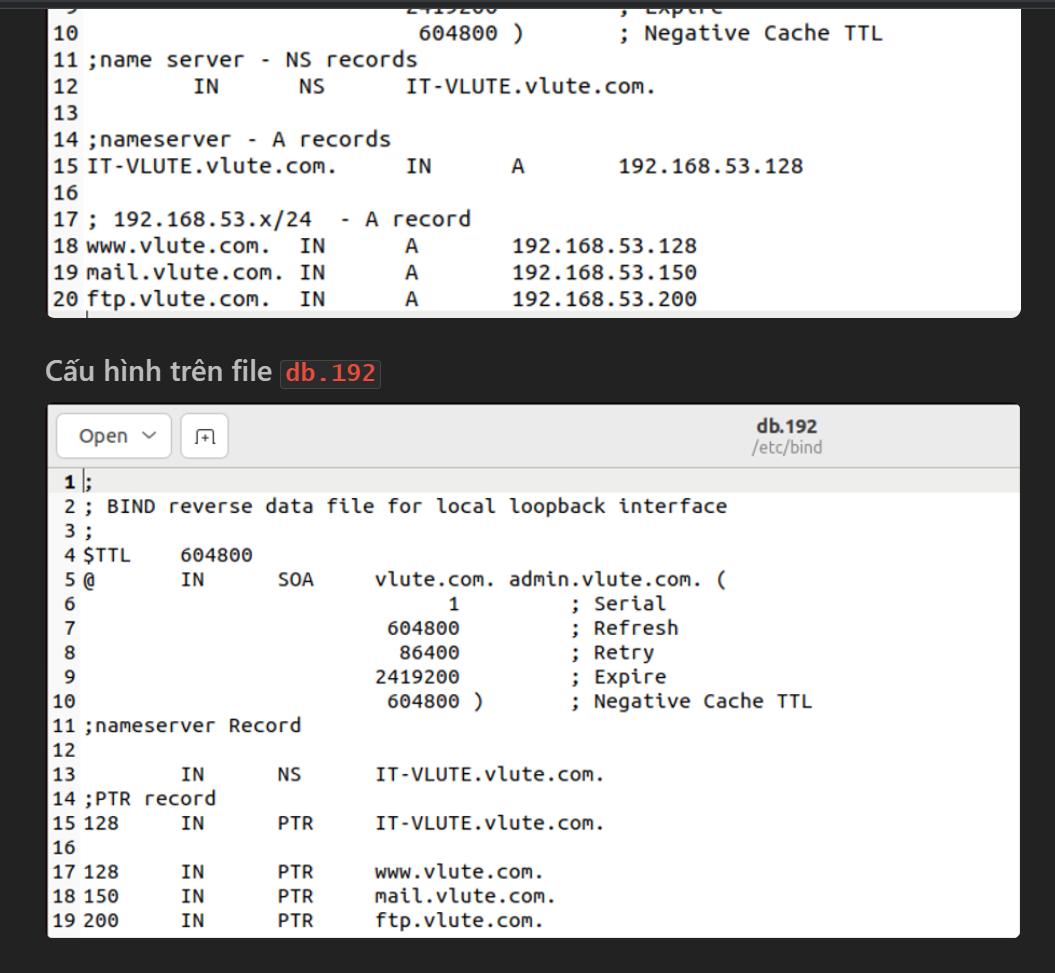 9 2419200 ; Expire
10 604800 ) ; Negative Cache TTL
11 ;name server - NS records
12 IN NS IT-VLUTE.vlute.com.
13
14 ;nameserver - A records
15 IT-VLUTE.vlute.com. IN A 192.168.53.128
16
17 ; 192.168.53.x/24 - A record
18 www.vlute.com. IN A 192.168.53.128
19 mail.vlute.com. IN A 192.168.53.150
20 ftp.vlute.com. IN A 192.168.53.200
Cấu hình trên file db.192
Open
db.192
/etc/bind
1 ;
2 ; BIND reverse data file for local loopback interface
3 ;
4 $TTL 604800
5 @ IN SOA vlute.com. admin.vlute.com. (
6 1 ; Serial
7 604800 ; Refresh
8 86400 ; Retry
9 2419200 ; Expire
10 604800 ) ; Negative Cache TTL
11 ;nameserver Record
12
13 IN NS IT-VLUTE.vlute.com.
14 ;PTR record
15 128 IN PTR IT-VLUTE.vlute.com.
16
17 128 IN PTR www.vlute.com.
18 150 IN PTR mail.vlute.com.
19 200 IN PTR ftp.vlute.com.